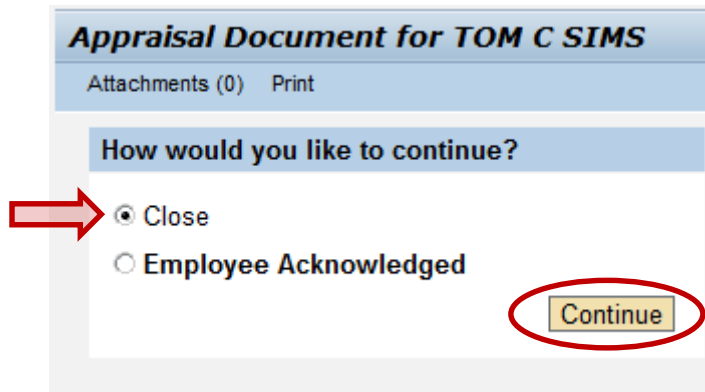 Appraisal Document for TOM C SIMS
Attachments (0) Print
How would you like to continue?
Close
Employee Acknowledged
Continue